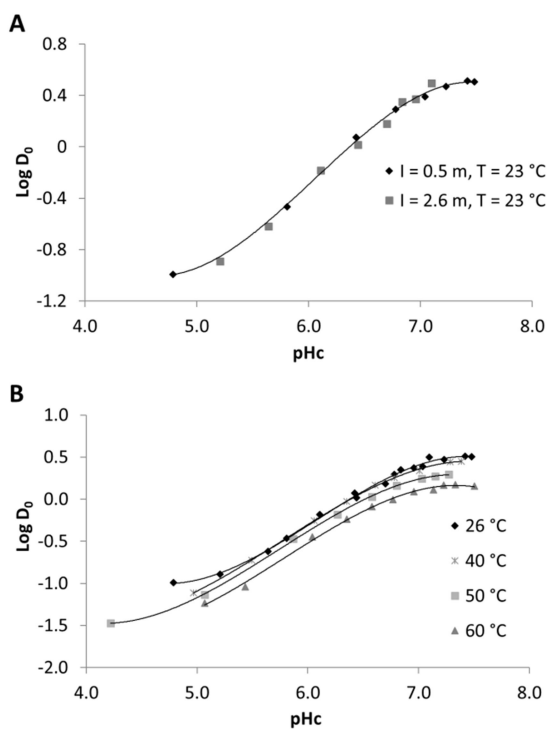 A
0.8
0.4
0
-0.4
-0.8
-1.2
Log D0
4.0 5.0 6.0 7.0 8.0
pHc
I = 0.5 m, T = 23 °C
I = 2.6 m, T = 23 °C
B
1.0
0.5
0.0
-0.5
-1.0
-1.5
-2.0
Log D0
4.0 5.0 6.0 7.0 8.0
pHc
26 °C
40 °C
50 °C
60 °C